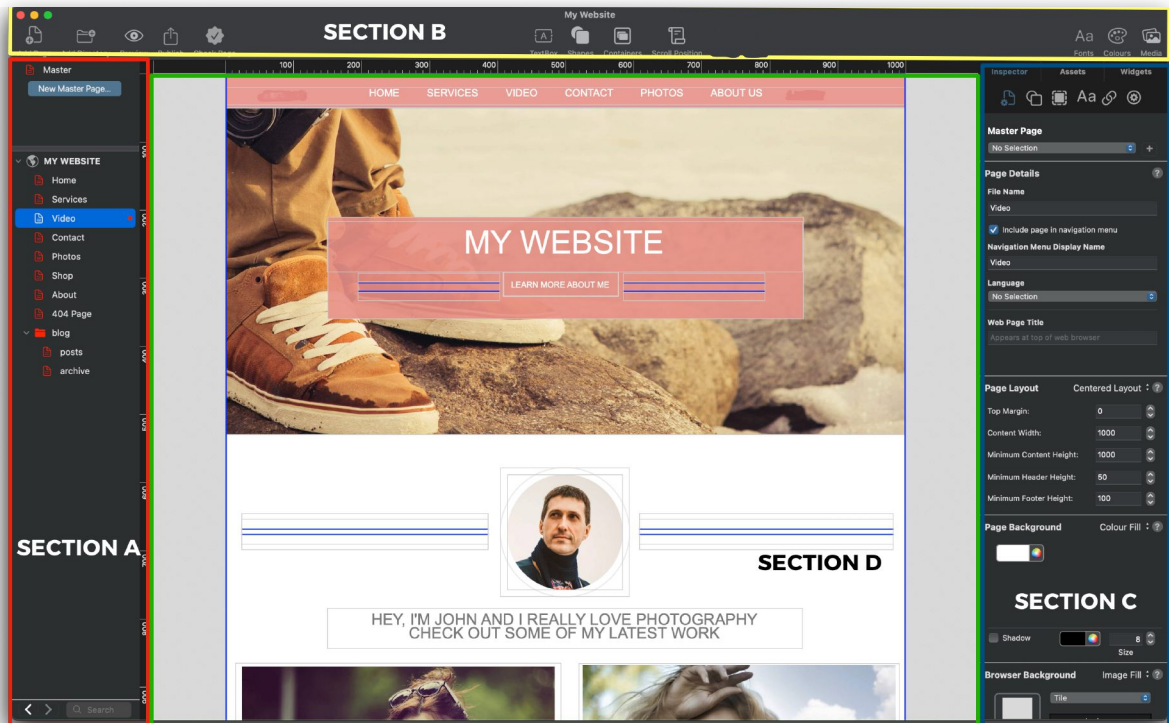 My Website
SECTION B
TextBox Shapes Containers Scroll Position
Aa
Fonts Colours Media
Master
New Master Page...
MY WEBSITE
Home
Services
Video
Contact
Photos
Shop
About
404 Page
blog
posts
archive
SECTION A
Search
100 200 300 400 500 600 700 800 900 1000
HOME SERVICES VIDEO CONTACT PHOTOS ABOUT US
MY WEBSITE
LEARN MORE ABOUT ME
SECTION D
HEY, I'M JOHN AND I REALLY LOVE PHOTOGRAPHY
CHECK OUT SOME OF MY LATEST WORK
Inspector Assets Widgets
Aa
Master Page
No Selection
Page Details ?
File Name
Video
Include page in navigation menu
Navigation Menu Display Name
Video
Language
No Selection
Web Page Title
Appears at top of web browser
Page Layout Centered Layout ?
Top Margin: 0
Content Width: 1000
Minimum Content Height: 1000
Minimum Header Height: 50
Minimum Footer Height: 100
Page Background Colour Fill ?
SECTION C
Shadow 8
Size
Browser Background Image Fill ?
Tile